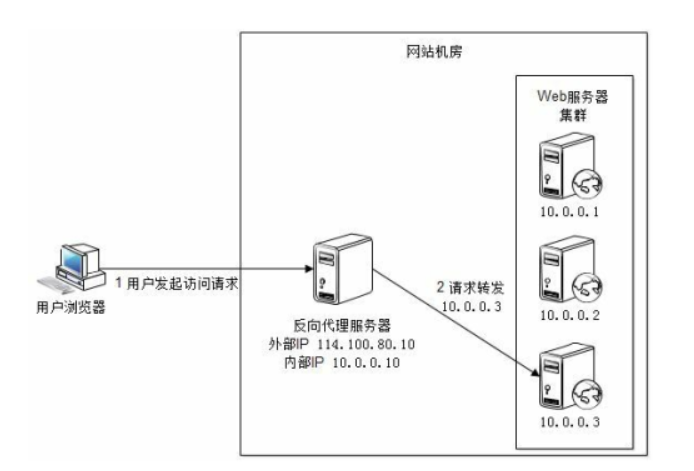 网站机房
Web服务器
集群
10.0.0.1
1 用户发起访问请求
2 请求转发
10.0.0.3
10.0.0.2
用户浏览器
反向代理服务器
外部IP 114.100.80.10
内部IP 10.0.0.10
10.0.0.3